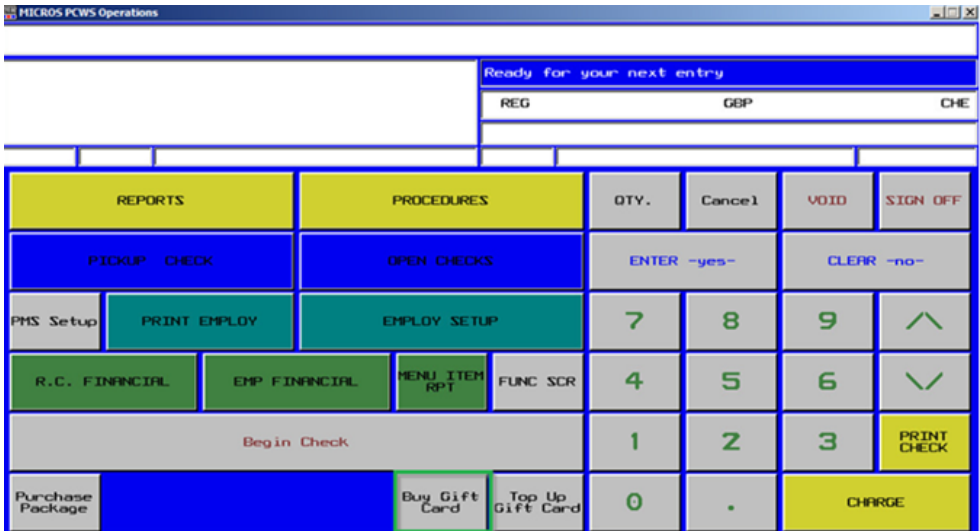 MICROS PCWS Operations
Ready for your next entry
REG GBP CHE
REPORTS PROCEDURES QTY. Cancel VOID SIGN OFF
PICKUP CHECK OPEN CHECKS ENTER -yes- CLEAR -no-
PMS Setup PRINT EMPLOY EMPLOY SETUP 7 8 9 /\
R.C. FINANCIAL EMP FINANCIAL MENU ITEM
RPT FUNC SCR 4 5 6 \/
Begin Check 1 2 3 PRINT
CHECK
Purchase
Package
Buy Gift
Card
Top Up
Gift Card
0 . CHARGE